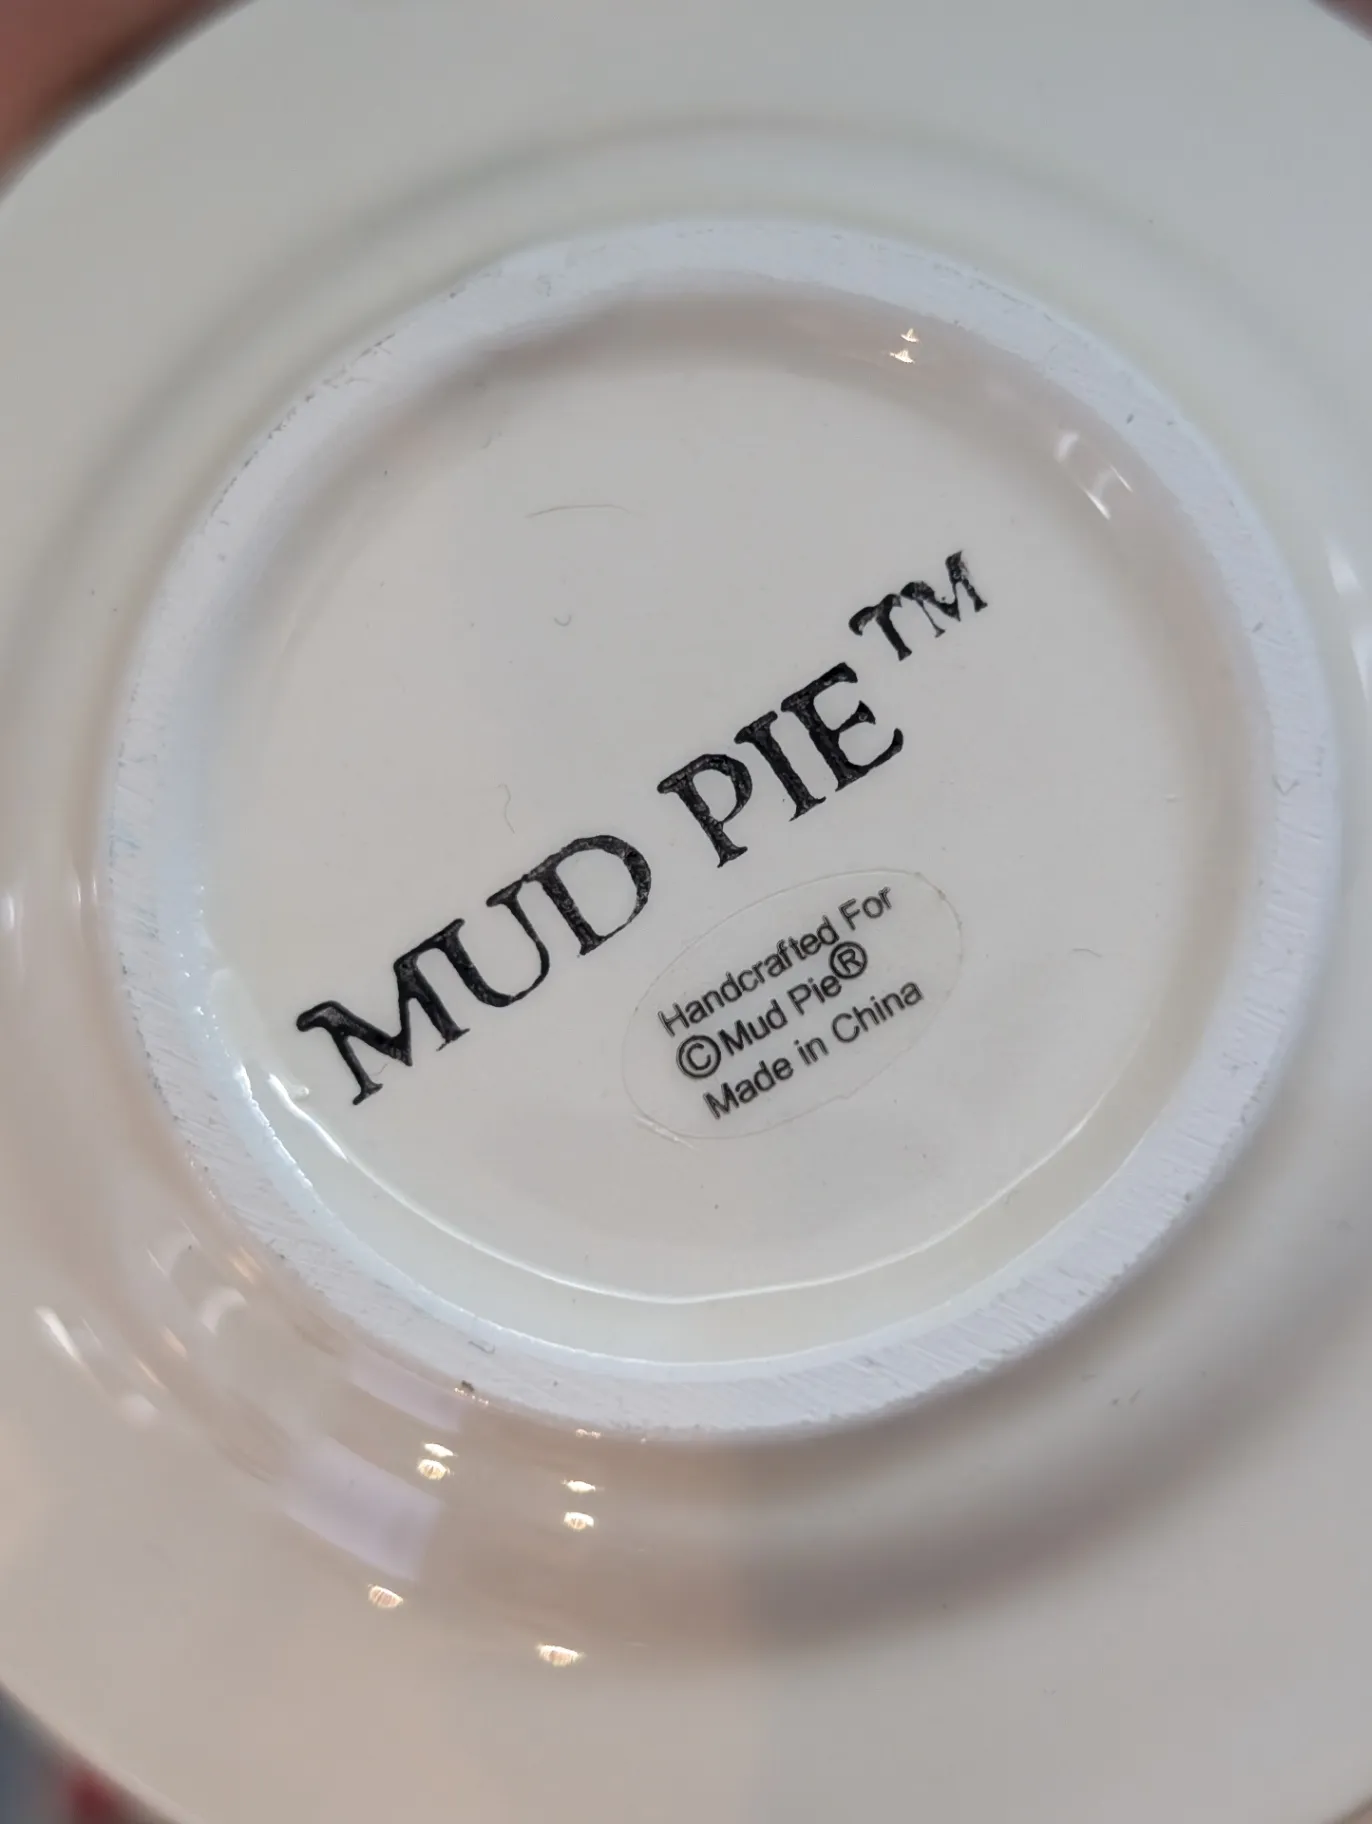 MUD PIE™
Handcrafted For
©Mud Pie®
Made in China